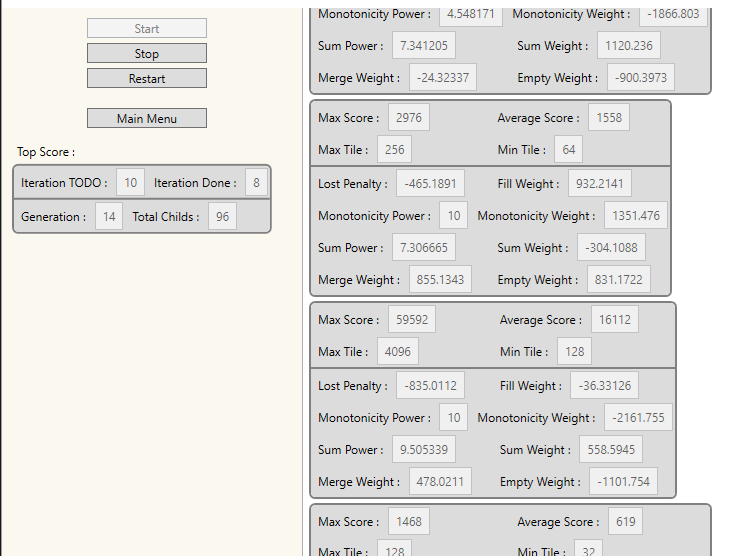 Start
Stop
Restart
Main Menu
Top Score :
Iteration TODO : 10 Iteration Done : 8
Generation : 14 Total Childs : 96
Monotonicity Power : 4.548171 Monotonicity Weight : -1866.803
Sum Power : 7.341205 Sum Weight : 1120.236
Merge Weight : -24.32337 Empty Weight : -900.3973
Max Score : 2976 Average Score : 1558
Max Tile : 256 Min Tile : 64
Lost Penalty : -465.1891 Fill Weight : 932.2141
Monotonicity Power : 10 Monotonicity Weight : 1351.476
Sum Power : 7.306665 Sum Weight : -304.1088
Merge Weight : 855.1343 Empty Weight : 831.1722
Max Score : 59592 Average Score : 16112
Max Tile : 4096 Min Tile : 128
Lost Penalty : -835.0112 Fill Weight : -36.33126
Monotonicity Power : 10 Monotonicity Weight : -2161.755
Sum Power : 9.505339 Sum Weight : 558.5945
Merge Weight : 478.0211 Empty Weight : -1101.754
Max Score : 1468 Average Score : 619
Max Tile : 128 Min Tile : 32